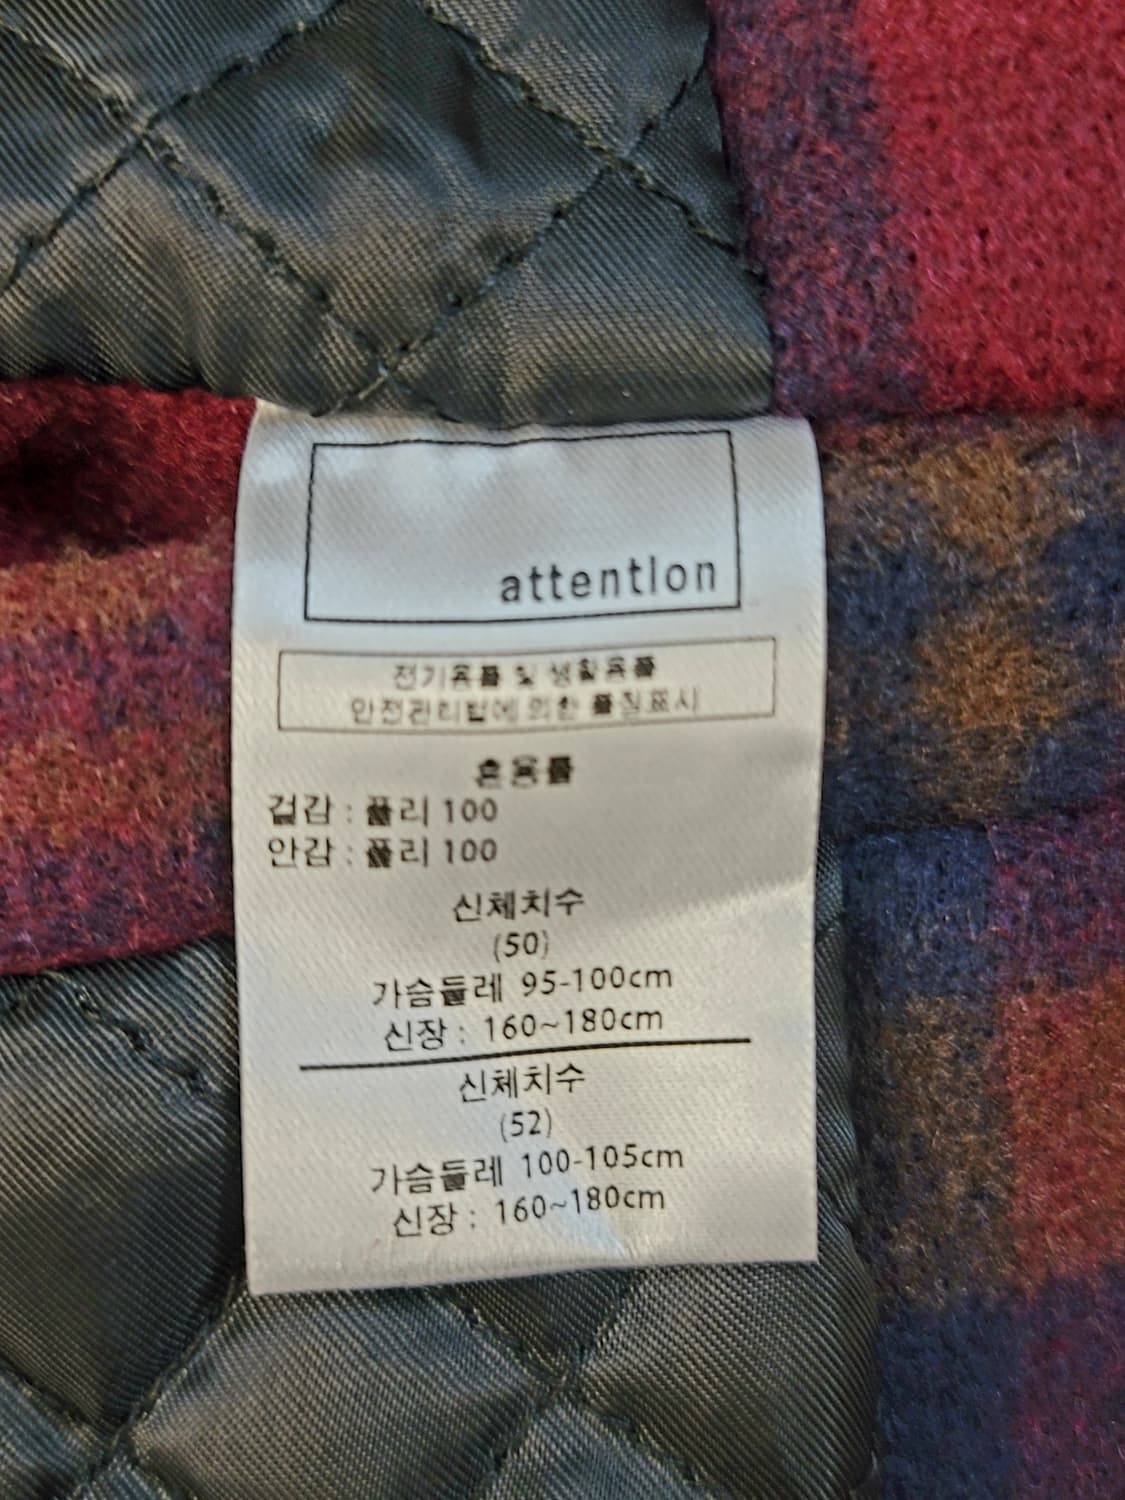 attention
전기용품 및 생활용품
안전관리법에 의한 품질표시
혼용률
겉감 : 폴리 100
안감 : 폴리 100
신체치수
(50)
가슴둘레 95-100cm
신장 : 160~180cm
신체치수
(52)
가슴둘레 100-105cm
신장 : 160~180cm